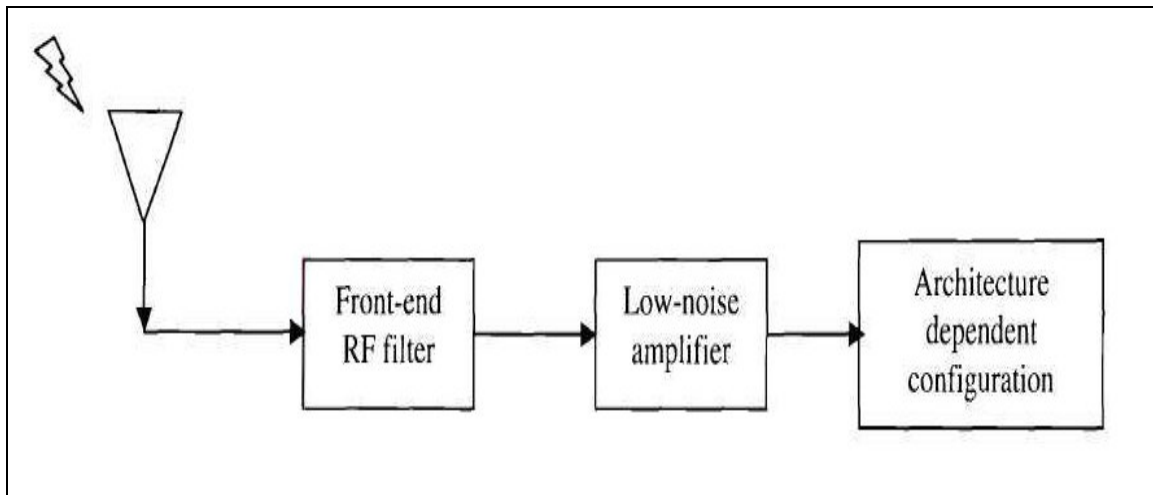 Front-end
RF filter
Low-noise
amplifier
Architecture
dependent
configuration